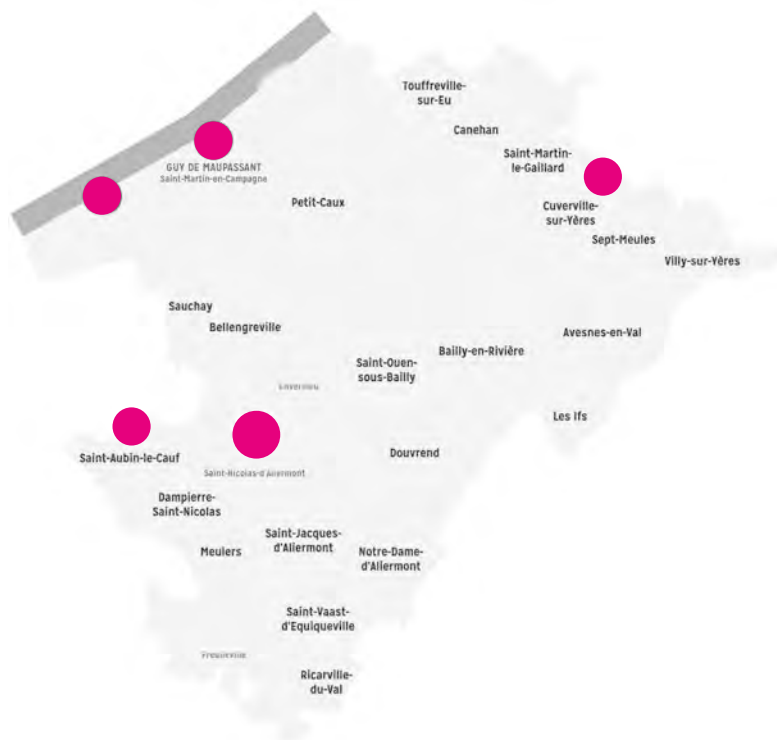 Touffreville-
sur-Eu
Canehan
Saint-Martin-
le-Gaillard
GUY DE MAUPASSANT
Saint-Martin-en-Campagne
Petit-Caux
Cuverville-
sur-Yères
Sept-Meules
Villy-sur-Yères
Sauchay
Bellengreville
Avesnes-en-Val
Bailly-en-Rivière
Saint-Ouen-
sous-Bailly
Envermeu
Les Ifs
Saint-Aubin-le-Cauf
Douvrend
Saint-Nicolas-d'Aliermont
Dampierre-
Saint-Nicolas
Meulers
Saint-Jacques-
d'Aliermont
Notre-Dame-
d'Aliermont
Saint-Vaast-
d'Equiqueville
Freulleville
Ricarville-
du-Val